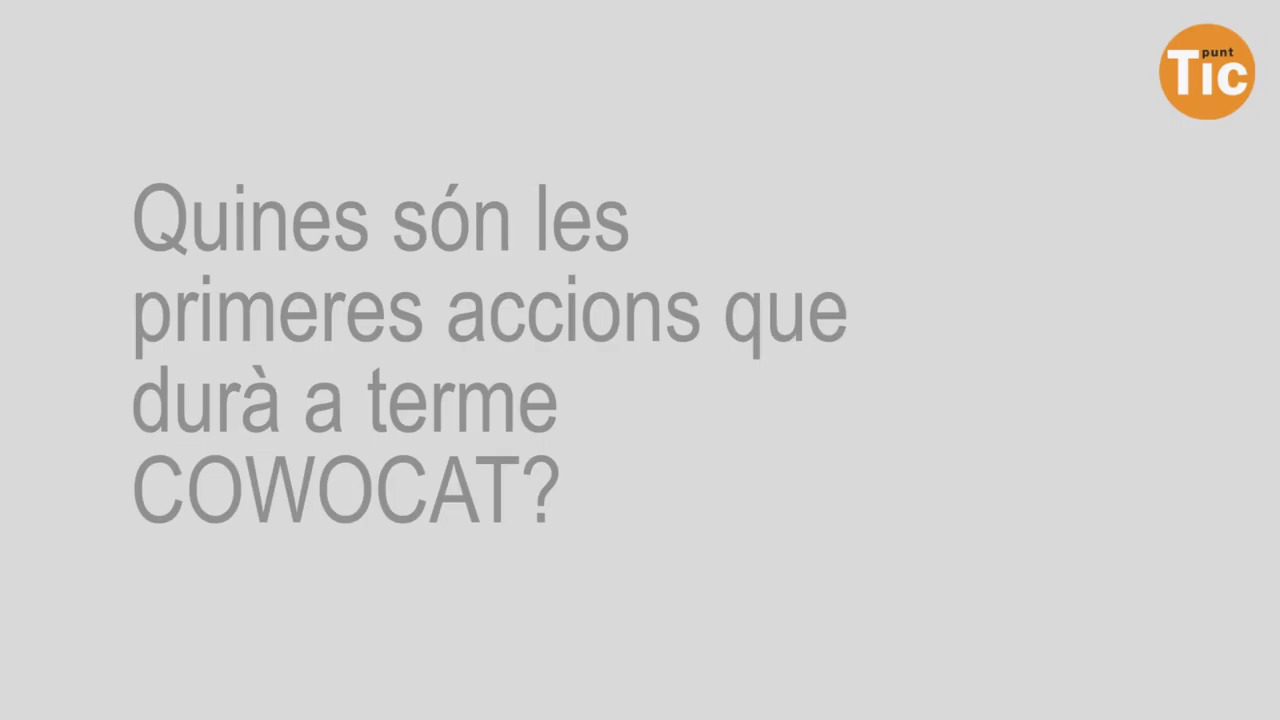 punt
Tic
Quines són les
primeres accions que
durà a terme
COWOCAT?